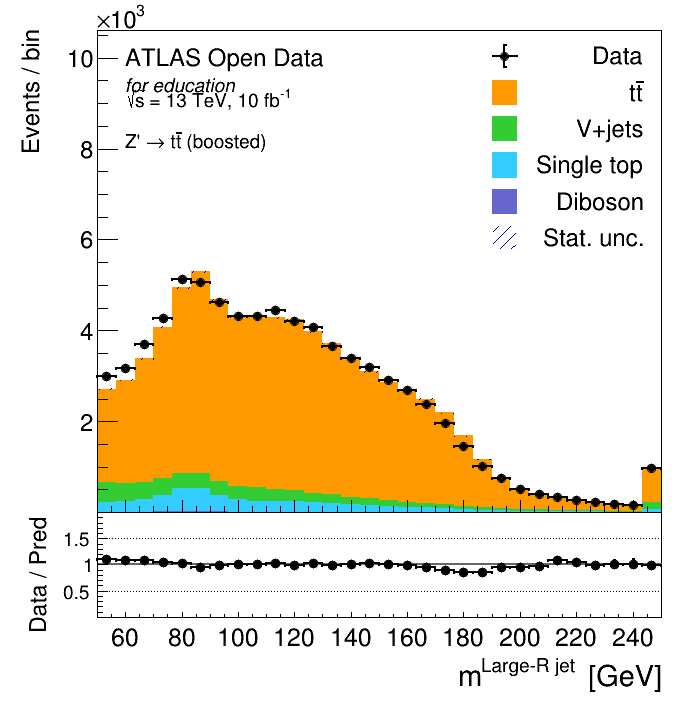 ×10³
Events / bin
10
8
6
4
2
ATLAS Open Data
for education
√s = 13 TeV, 10 fb⁻¹
Z' → tt̄ (boosted)
Data
tt̄
V+jets
Single top
Diboson
Stat. unc.
Data / Pred
1.5
1
0.5
60 80 100 120 140 160 180 200 220 240
m^Large-R jet [GeV]